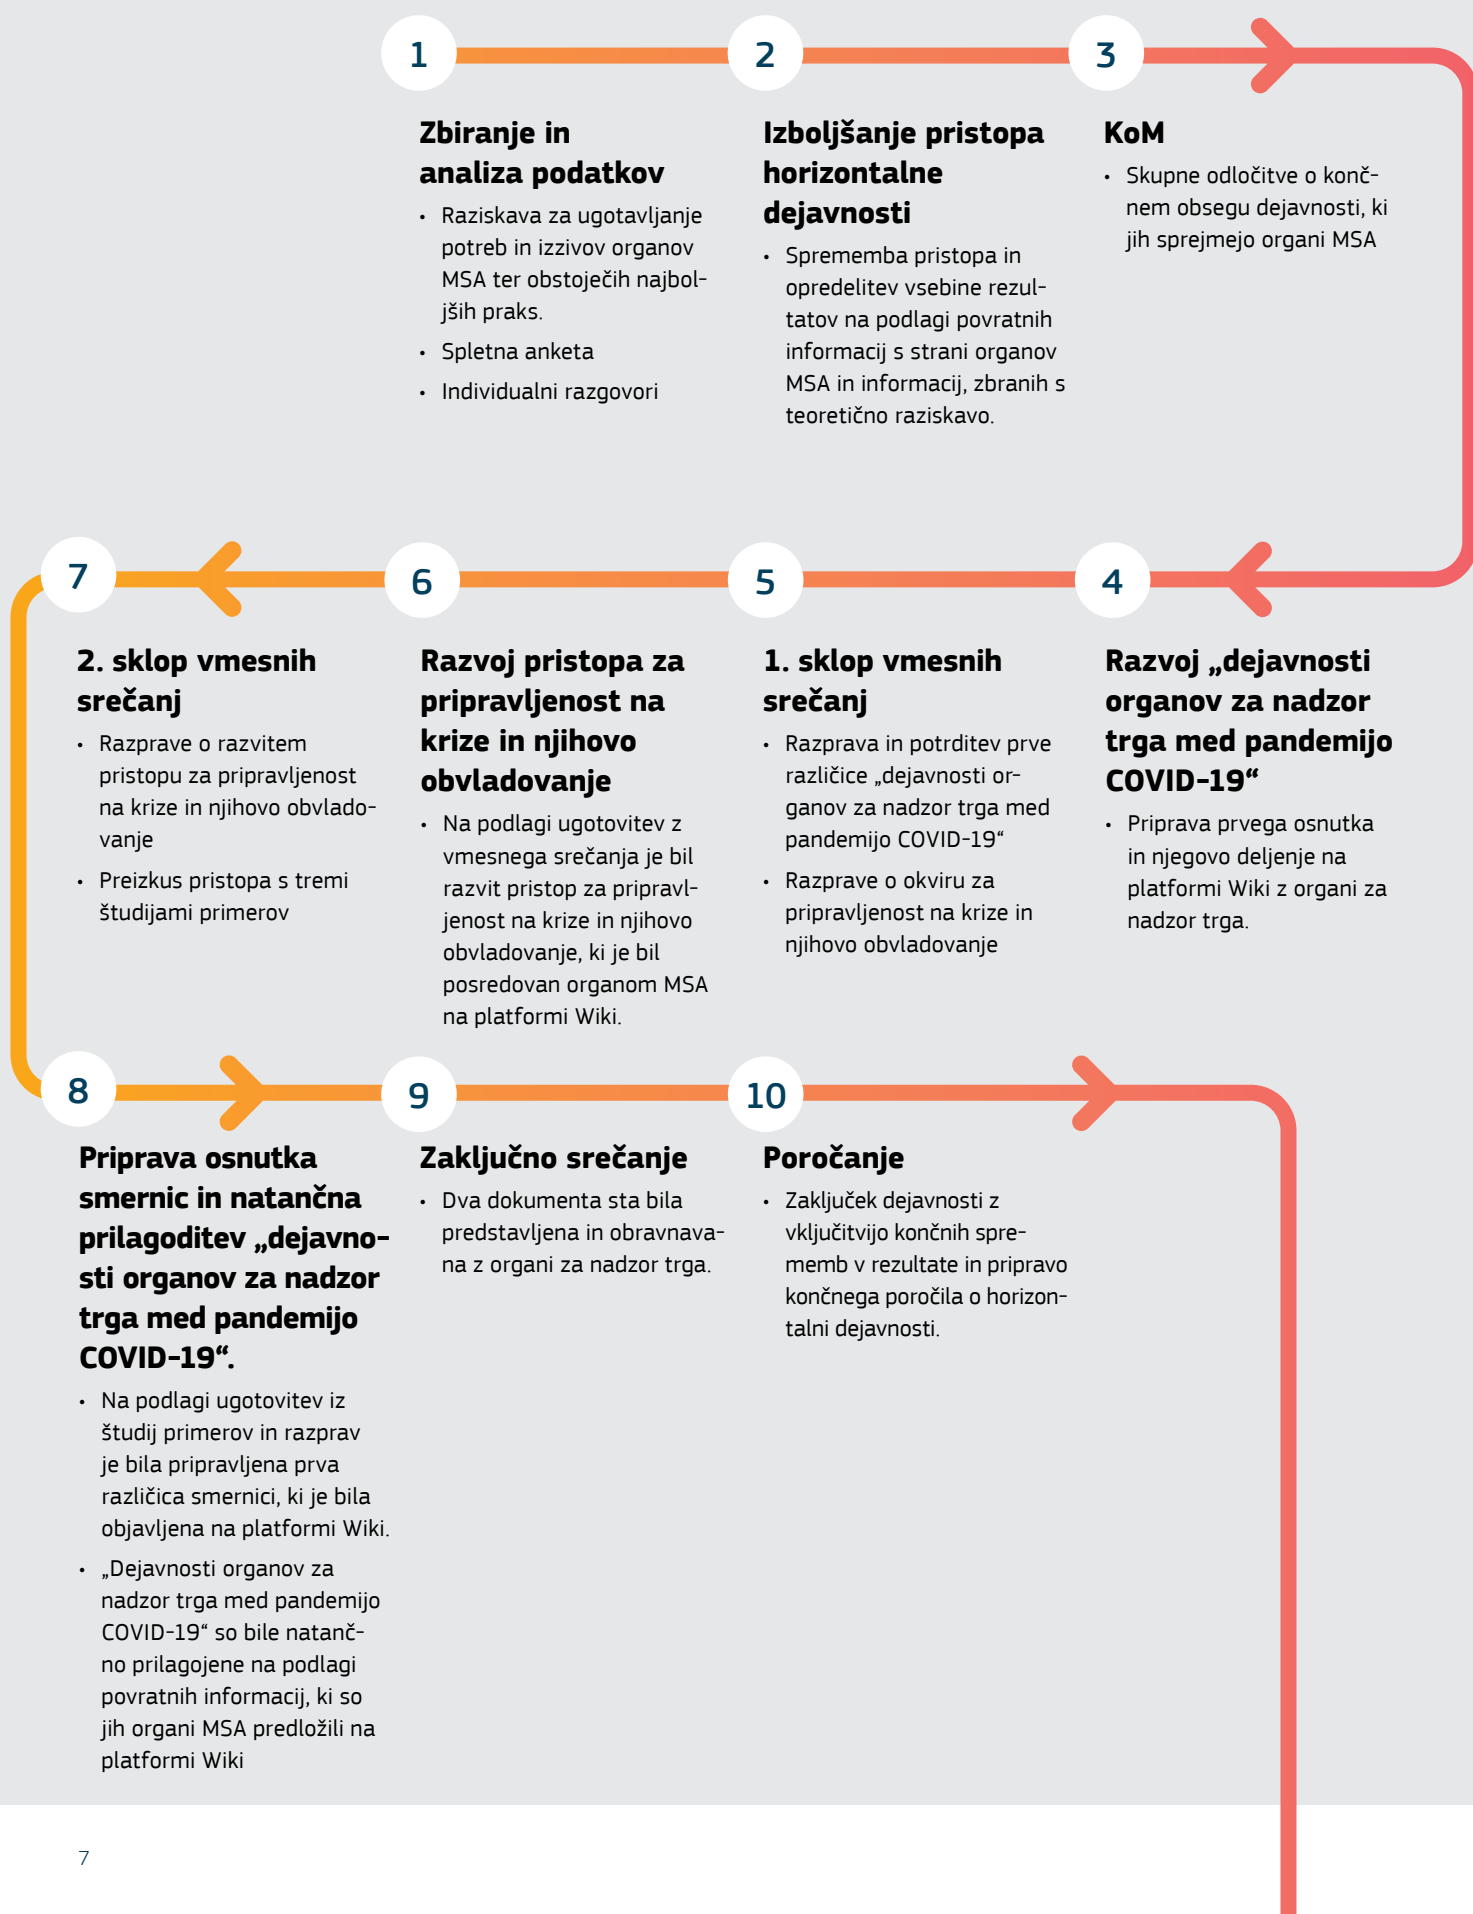 1
Zbiranje in
analiza podatkov
• Raziskava za ugotavljanje
potreb in izzivov organov
MSA ter obstoječih najbol-
jših praks.
• Spletna anketa
• Individualni razgovori
2
Izboljšanje pristopa
horizontalne
dejavnosti
• Sprememba pristopa in
opredelitev vsebine rezul-
tatov na podlagi povratnih
informacij s strani organov
MSA in informacij, zbranih s
teoretično raziskavo.
3
KoM
• Skupne odločitve o konč-
nem obsegu dejavnosti, ki
jih sprejmejo organi MSA
4
Razvoj „dejavnosti
organov za nadzor
trga med pandemijo
COVID-19“
• Priprava prvega osnutka
in njegovo deljenje na
platformi Wiki z organi za
nadzor trga.
5
1. sklop vmesnih
srečanj
• Razprava in potrditev prve
različice „dejavnosti or-
ganov za nadzor trga med
pandemijo COVID-19“
• Razprave o okviru za
pripravljenost na krize in
njihovo obvladovanje
6
Razvoj pristopa za
pripravljenost na
krize in njihovo
obvladovanje
• Na podlagi ugotovitev z
vmesnega srečanja je bil
razvit pristop za pripravl-
jenost na krize in njihovo
obvladovanje, ki je bil
posredovan organom MSA
na platformi Wiki.
7
2. sklop vmesnih
srečanj
• Razprave o razvitem
pristopu za pripravljenost
na krize in njihovo obvlado-
vanje
• Preizkus pristopa s tremi
študijami primerov
8
Priprava osnutka
smernic in natančna
prilagoditev „dejavno-
sti organov za nadzor
trga med pandemijo
COVID-19“.
• Na podlagi ugotovitev iz
študij primerov in razprav
je bila pripravljena prva
različica smernici, ki je bila
objavljena na platformi Wiki.
• „Dejavnosti organov za
nadzor trga med pandemijo
COVID-19“ so bile natanč-
no prilagojene na podlagi
povratnih informacij, ki so
jih organi MSA predložili na
platformi Wiki
9
Zaključno srečanje
• Dva dokumenta sta bila
predstavljena in obravnava-
na z organi za nadzor trga.
10
Poročanje
• Zaključek dejavnosti z
vključitvijo končnih spre-
memb v rezultate in pripravo
končnega poročila o horizon-
talni dejavnosti.
7